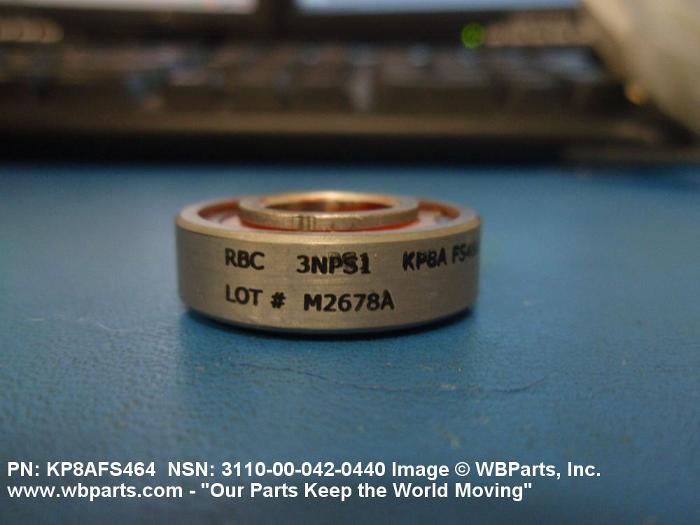 RBC 3NPS1 KP8A FS464
LOT # M2678A
PN: KP8AFS464 NSN: 3110-00-042-0440 Image © WBParts, Inc.
www.wbparts.com - "Our Parts Keep the World Moving"